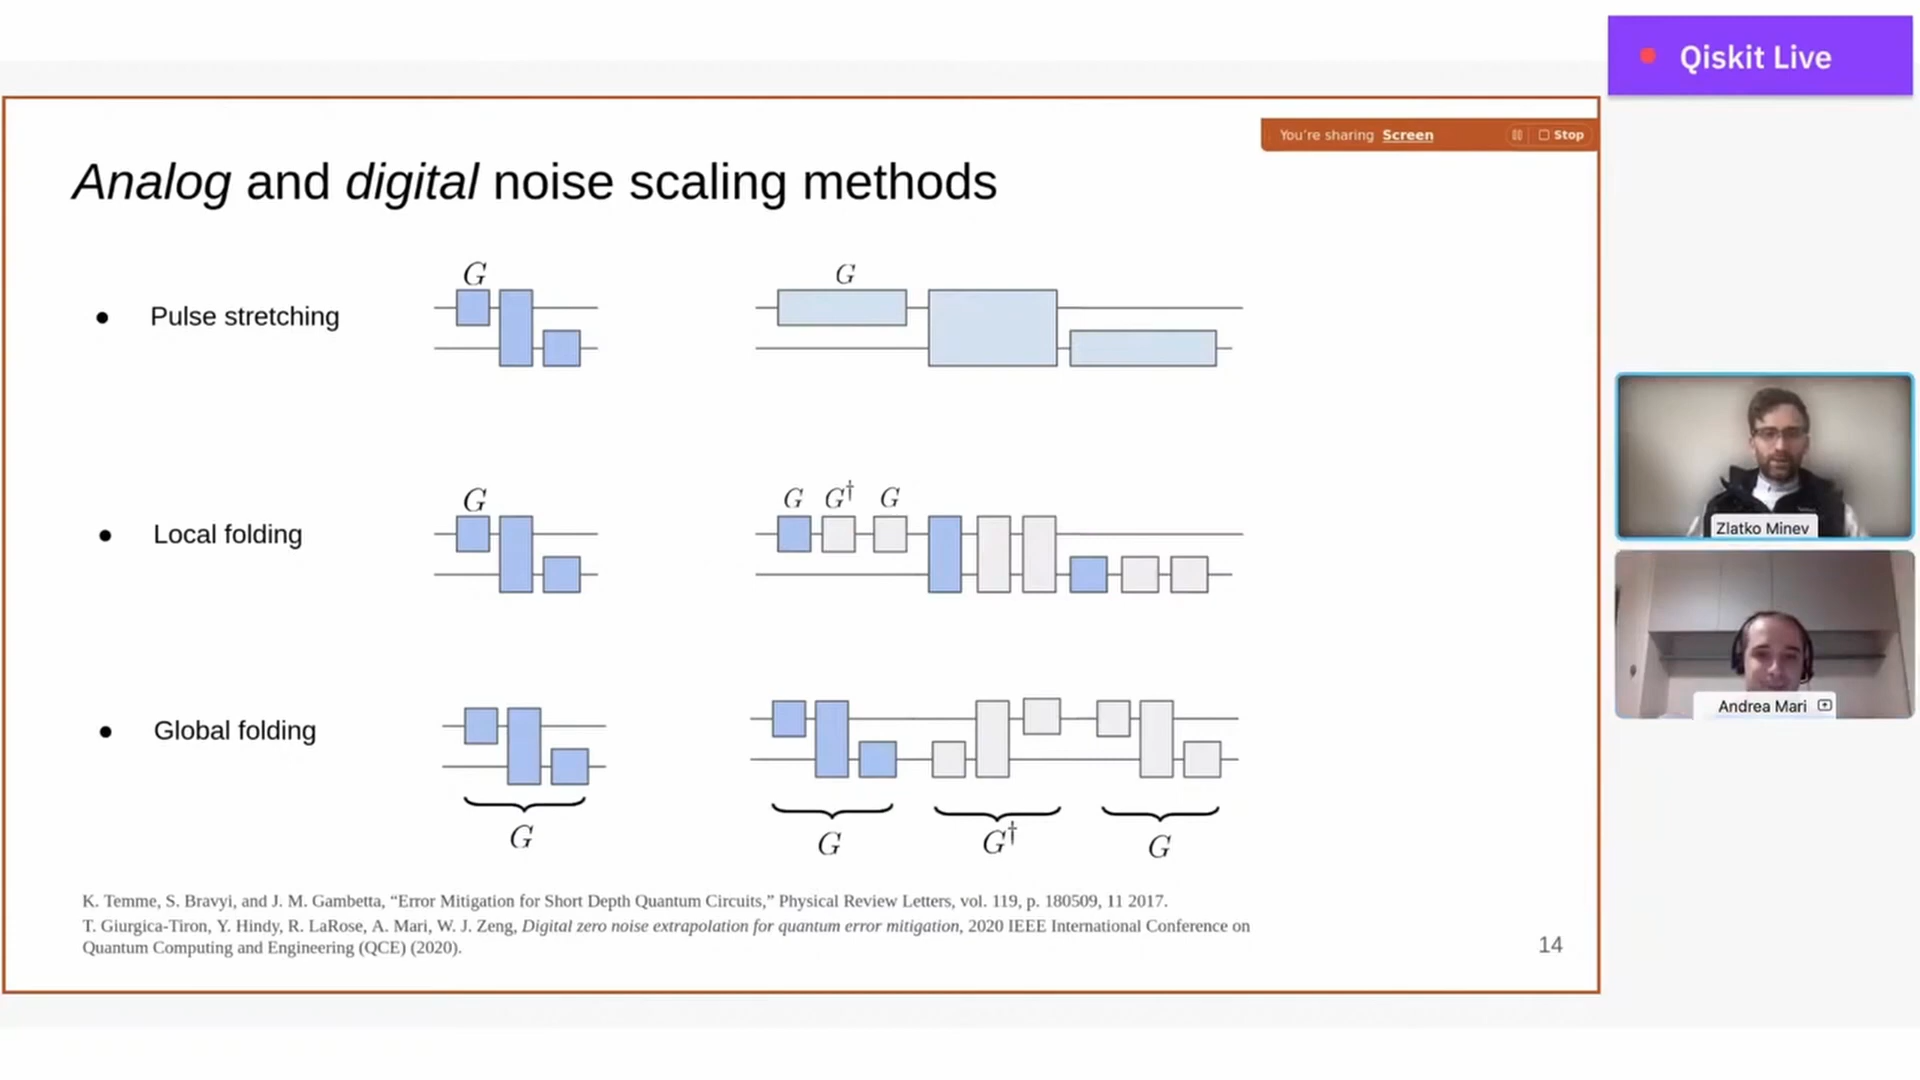 Qiskit Live
You're sharing Screen Stop
Analog and digital noise scaling methods
G G
● Pulse stretching
G G G† G
● Local folding
● Global folding
G G G† G
K. Temme, S. Bravyi, and J. M. Gambetta, “Error Mitigation for Short Depth Quantum Circuits,” Physical Review Letters, vol. 119, p. 180509, 11 2017.
T. Giurgica-Tiron, Y. Hindy, R. LaRose, A. Mari, W. J. Zeng, Digital zero noise extrapolation for quantum error mitigation, 2020 IEEE International Conference on
Quantum Computing and Engineering (QCE) (2020).
14
Zlatko Minev
Andrea Mari